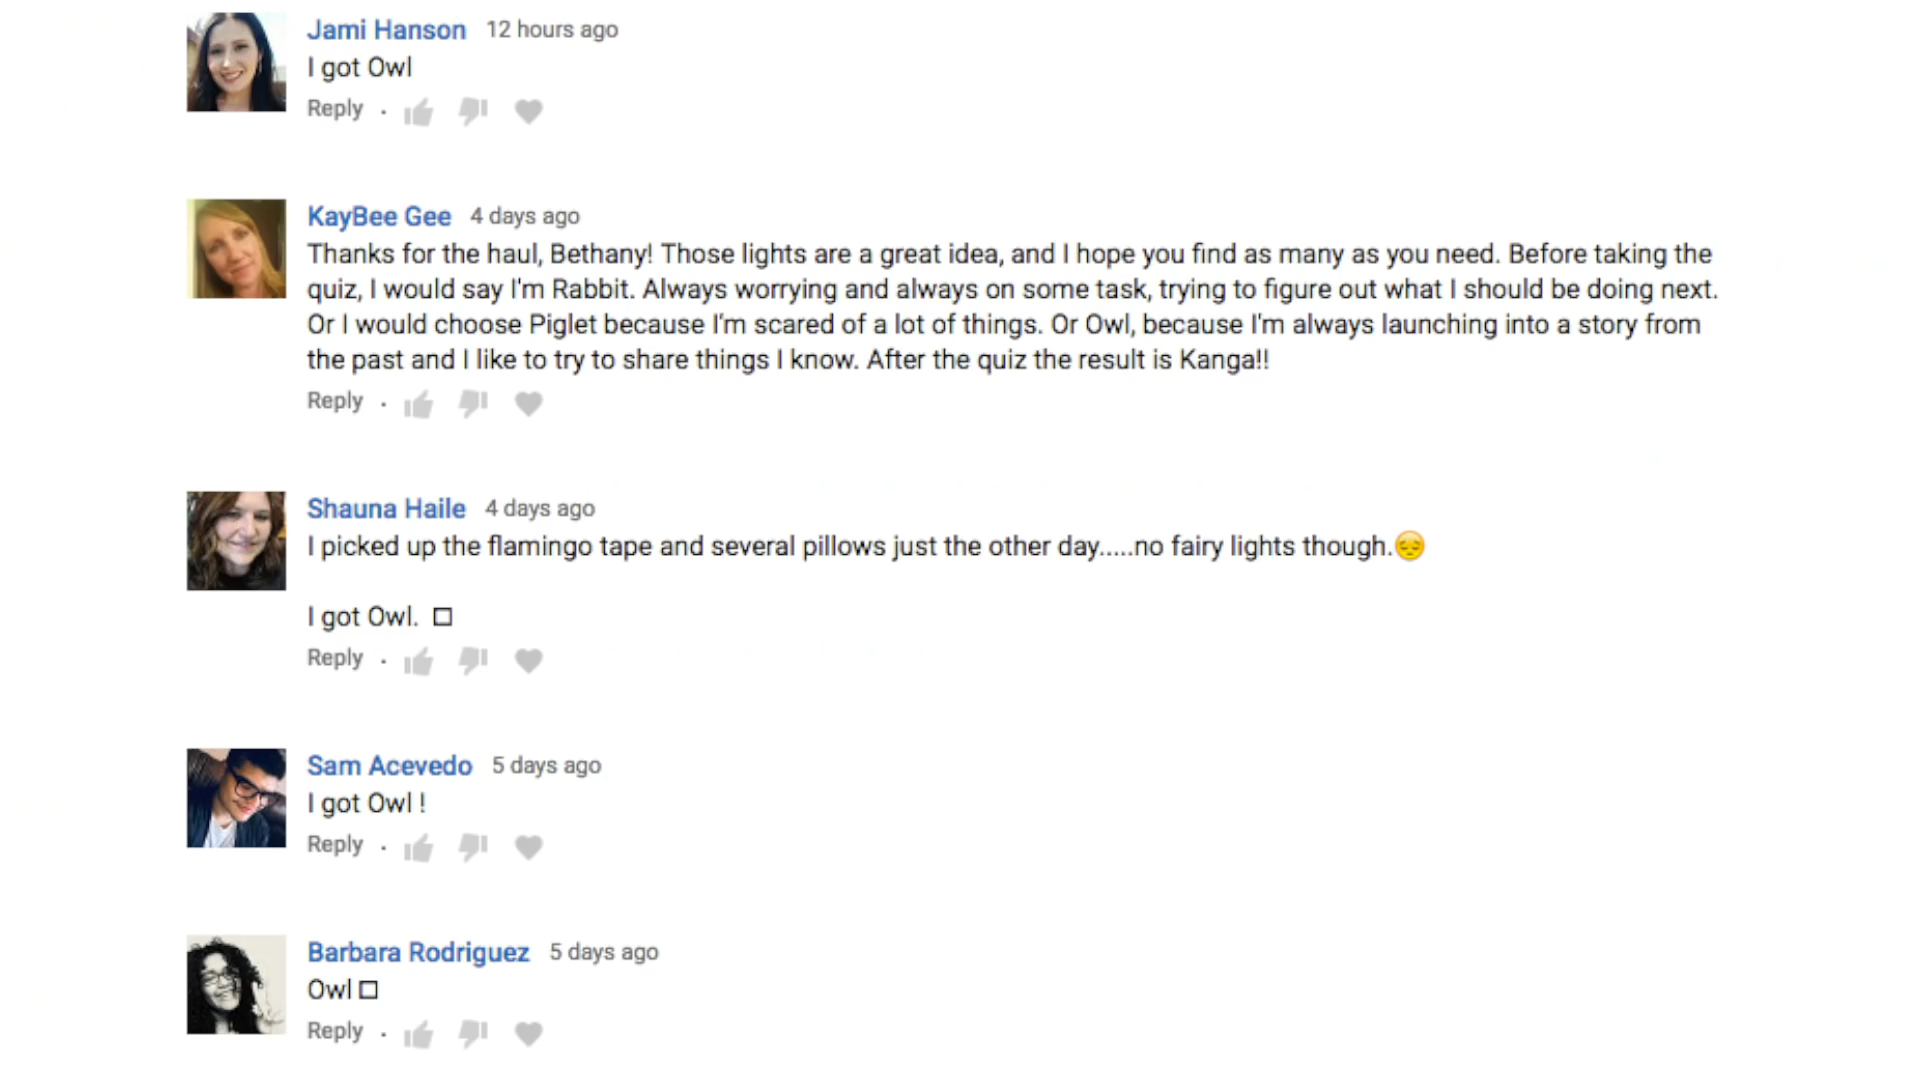 Jami Hanson 12 hours ago
I got Owl
Reply .
KayBee Gee 4 days ago
Thanks for the haul, Bethany! Those lights are a great idea, and I hope you find as many as you need. Before taking the
quiz, I would say I'm Rabbit. Always worrying and always on some task, trying to figure out what I should be doing next.
Or I would choose Piglet because I'm scared of a lot of things. Or Owl, because I'm always launching into a story from
the past and I like to try to share things I know. After the quiz the result is Kanga!!
Reply .
Shauna Haile 4 days ago
I picked up the flamingo tape and several pillows just the other day.....no fairy lights though.😔
I got Owl. □
Reply .
Sam Acevedo 5 days ago
I got Owl !
Reply .
Barbara Rodriguez 5 days ago
Owl □
Reply .